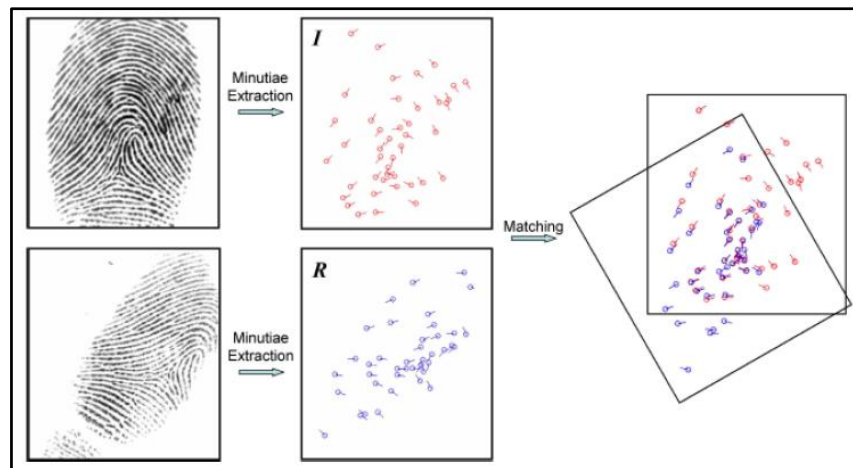 I
Minutiae
Extraction
Matching
R
Minutiae
Extraction